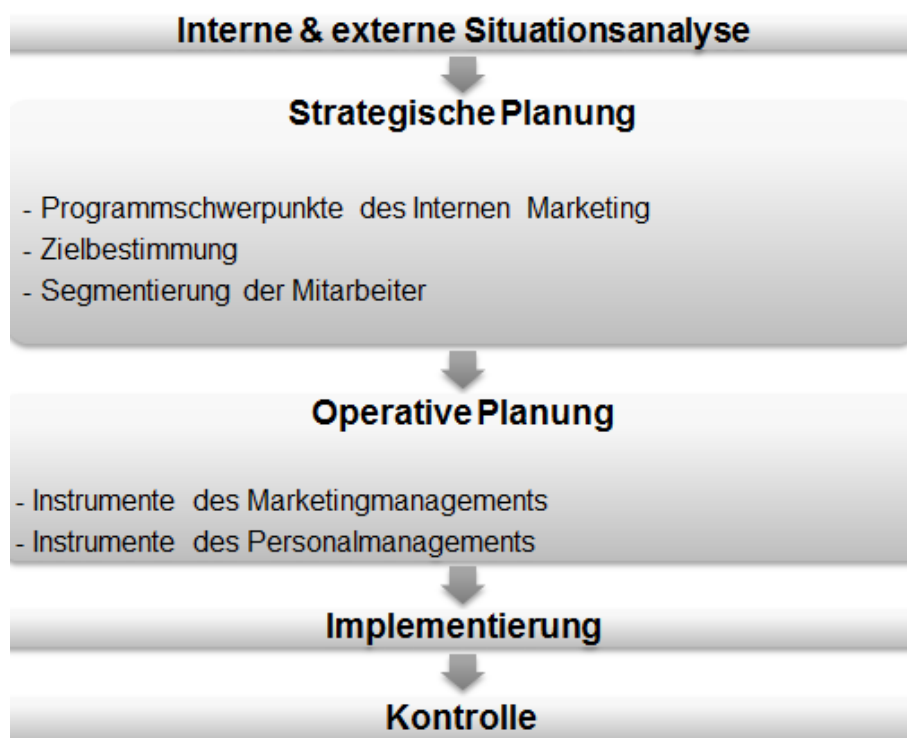 Interne & externe Situationsanalyse
Strategische Planung
- Programmschwerpunkte des Internen Marketing
- Zielbestimmung
- Segmentierung der Mitarbeiter
Operative Planung
- Instrumente des Marketingmanagements
- Instrumente des Personalmanagements
Implementierung
Kontrolle